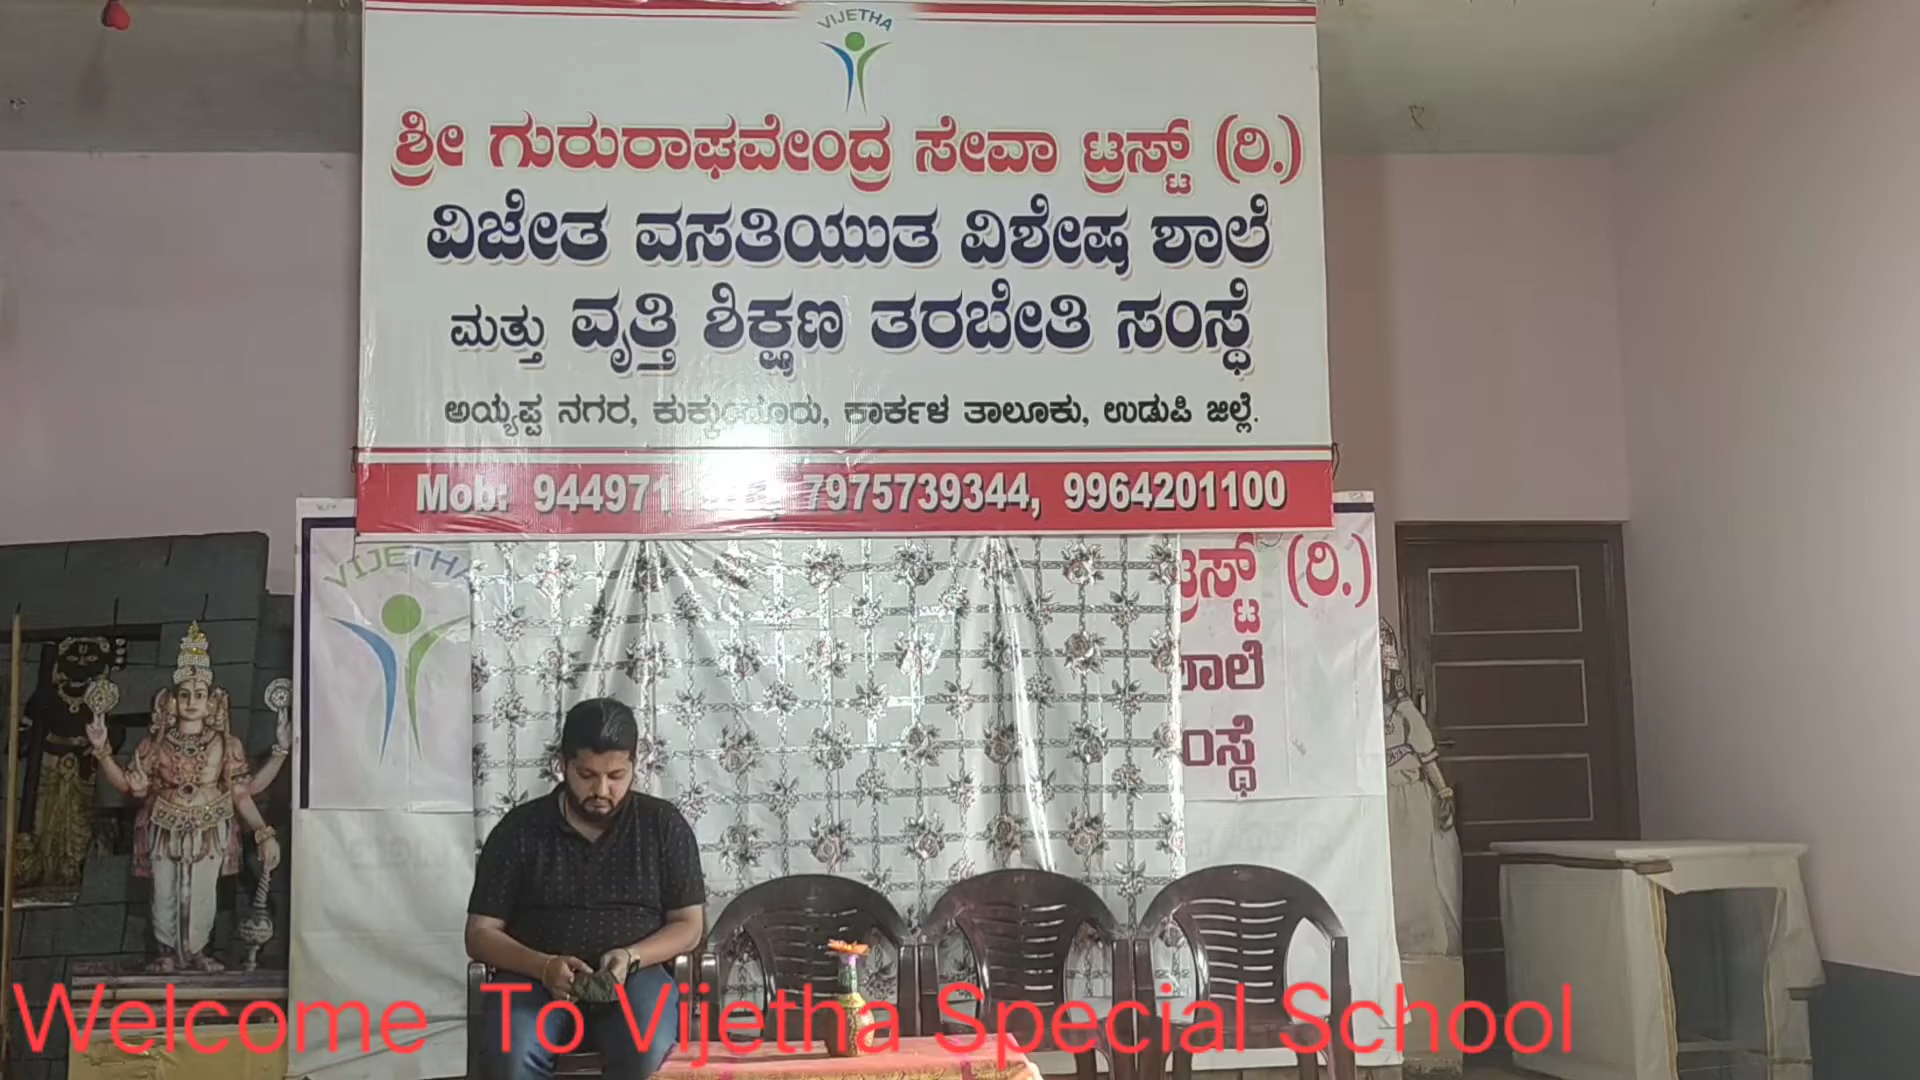 VIJETHA
ಶ್ರೀ ಗುರುರಾಘವೇಂದ್ರ ಸೇವಾ ಟ್ರಸ್ಟ್ (ರಿ.)
ವಿಜೇತ ವಸತಿಯುತ ವಿಶೇಷ ಶಾಲೆ
ಮತ್ತು ವೃತ್ತಿ ಶಿಕ್ಷಣ ತರಬೇತಿ ಸಂಸ್ಥೆ
ಅಯ್ಯಪ್ಪ ನಗರ, ಕಾರ್ಕಳ ತಾಲೂಕು, ಉಡುಪಿ ಜಿಲ್ಲೆ.
Mob: 7975739344, 9964201100
VIJETHA
ಟ್ರಸ್ಟ್ (ರಿ.)
Welcome To Vijetha Special School